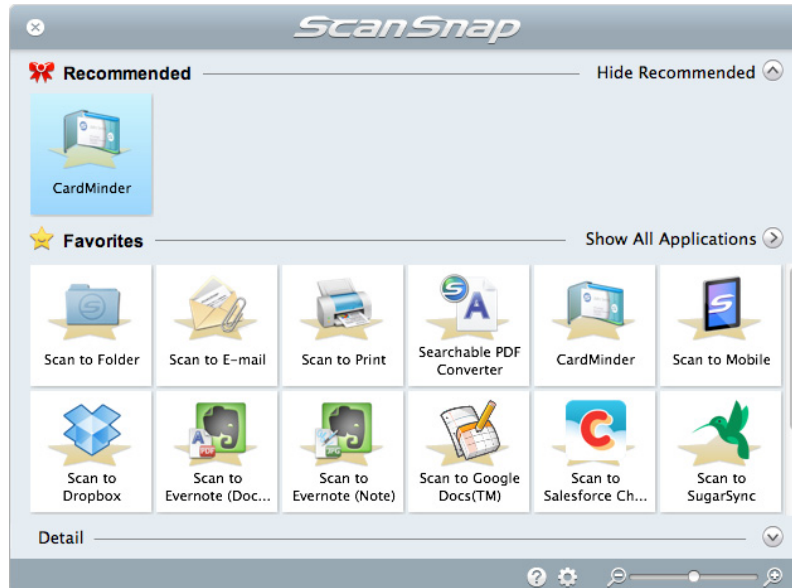 ScanSnap
Recommended
Hide Recommended
CardMinder
Favorites
Show All Applications
Scan to Folder
Scan to E-mail
Scan to Print
Searchable PDF
Converter
CardMinder
Scan to Mobile
Scan to
Dropbox
Scan to
Evernote (Doc...
Scan to
Evernote (Note)
Scan to Google
Docs(TM)
Scan to
Salesforce Ch...
Scan to
SugarSync
Detail